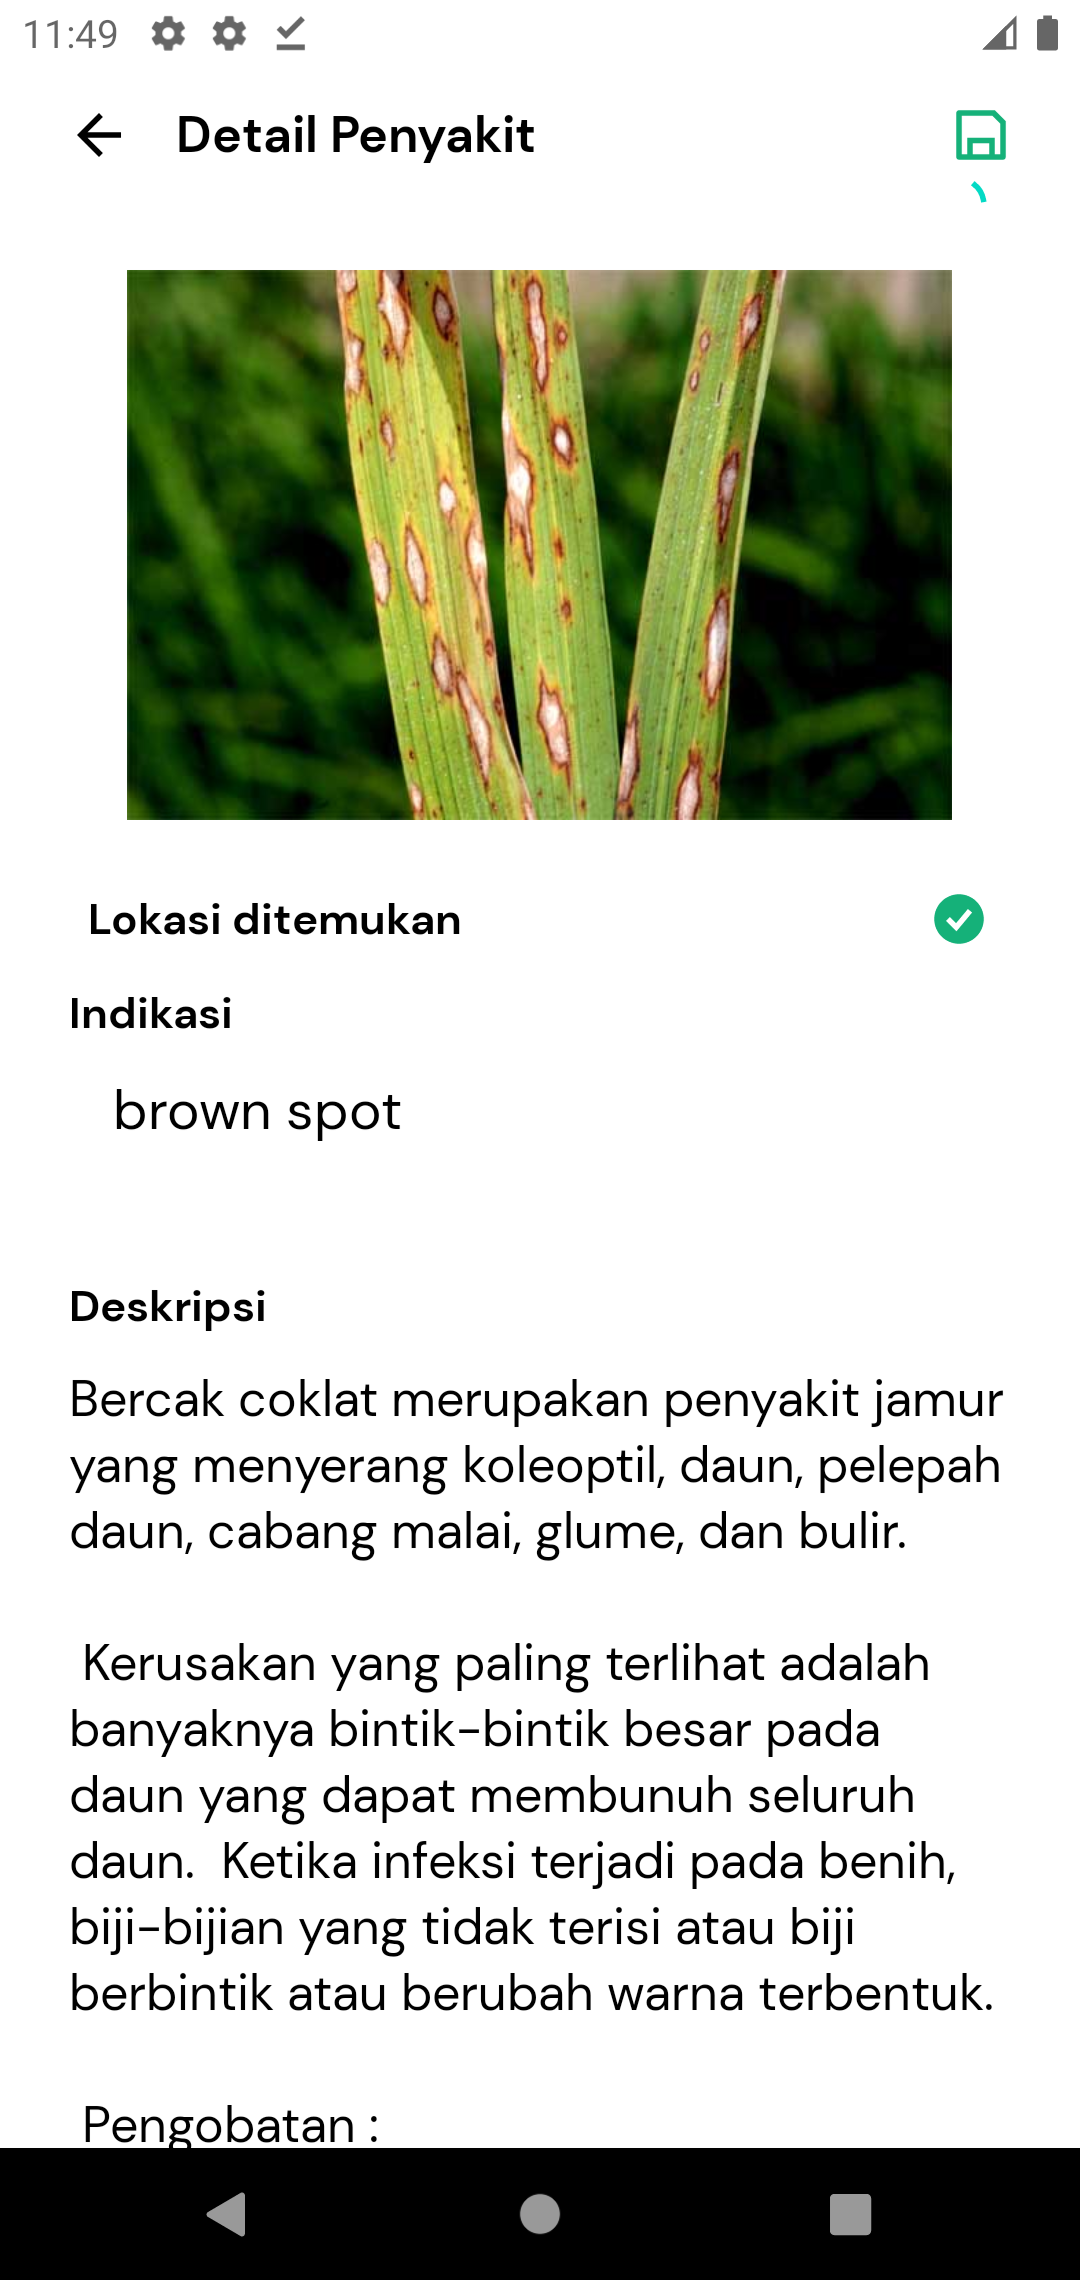 11:49
Detail Penyakit
Lokasi ditemukan
Indikasi
brown spot
Deskripsi
Bercak coklat merupakan penyakit jamur
yang menyerang koleoptil, daun, pelepah
daun, cabang malai, glume, dan bulir.
Kerusakan yang paling terlihat adalah
banyaknya bintik-bintik besar pada
daun yang dapat membunuh seluruh
daun.  Ketika infeksi terjadi pada benih,
biji-bijian yang tidak terisi atau biji
berbintik atau berubah warna terbentuk.
Pengobatan :